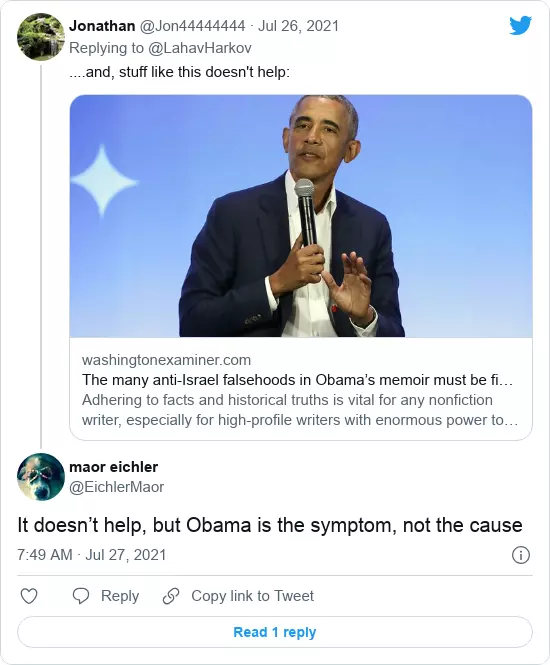 Jonathan @Jon44444444 · Jul 26, 2021
Replying to @LahavHarkov
....and, stuff like this doesn't help:
washingtonexaminer.com
The many anti-Israel falsehoods in Obama’s memoir must be fi…
Adhering to facts and historical truths is vital for any nonfiction
writer, especially for high-profile writers with enormous power to…
maor eichler
@EichlerMaor
It doesn’t help, but Obama is the symptom, not the cause
7:49 AM · Jul 27, 2021
Reply
Copy link to Tweet
Read 1 reply